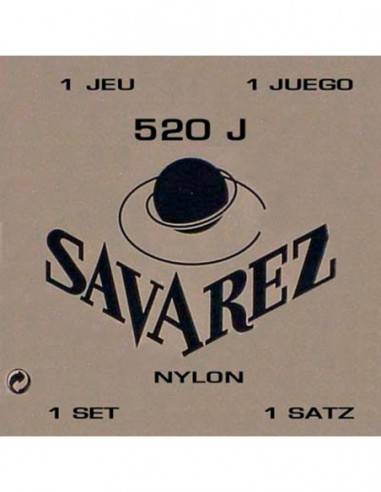 1 JEU 1 JUEGO
520 J
SAVAREZ
NYLON
1 SET 1 SATZ